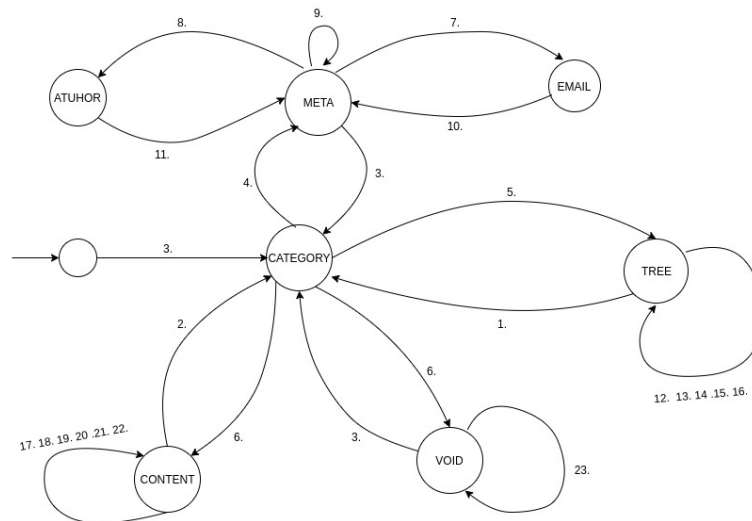 9.
8.
7.
ATUHOR
META
EMAIL
11.
10.
4.
3.
5.
3.
CATEGORY
TREE
2.
1.
6.
12. 13. 14 .15. 16.
17. 18. 19. 20 .21. 22.
6.
3.
VOID
23.
CONTENT